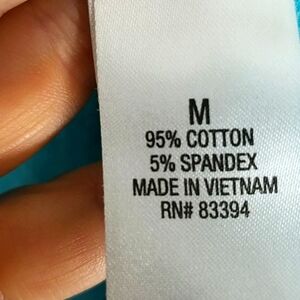 M
95% COTTON
5% SPANDEX
MADE IN VIETNAM
RN# 83394